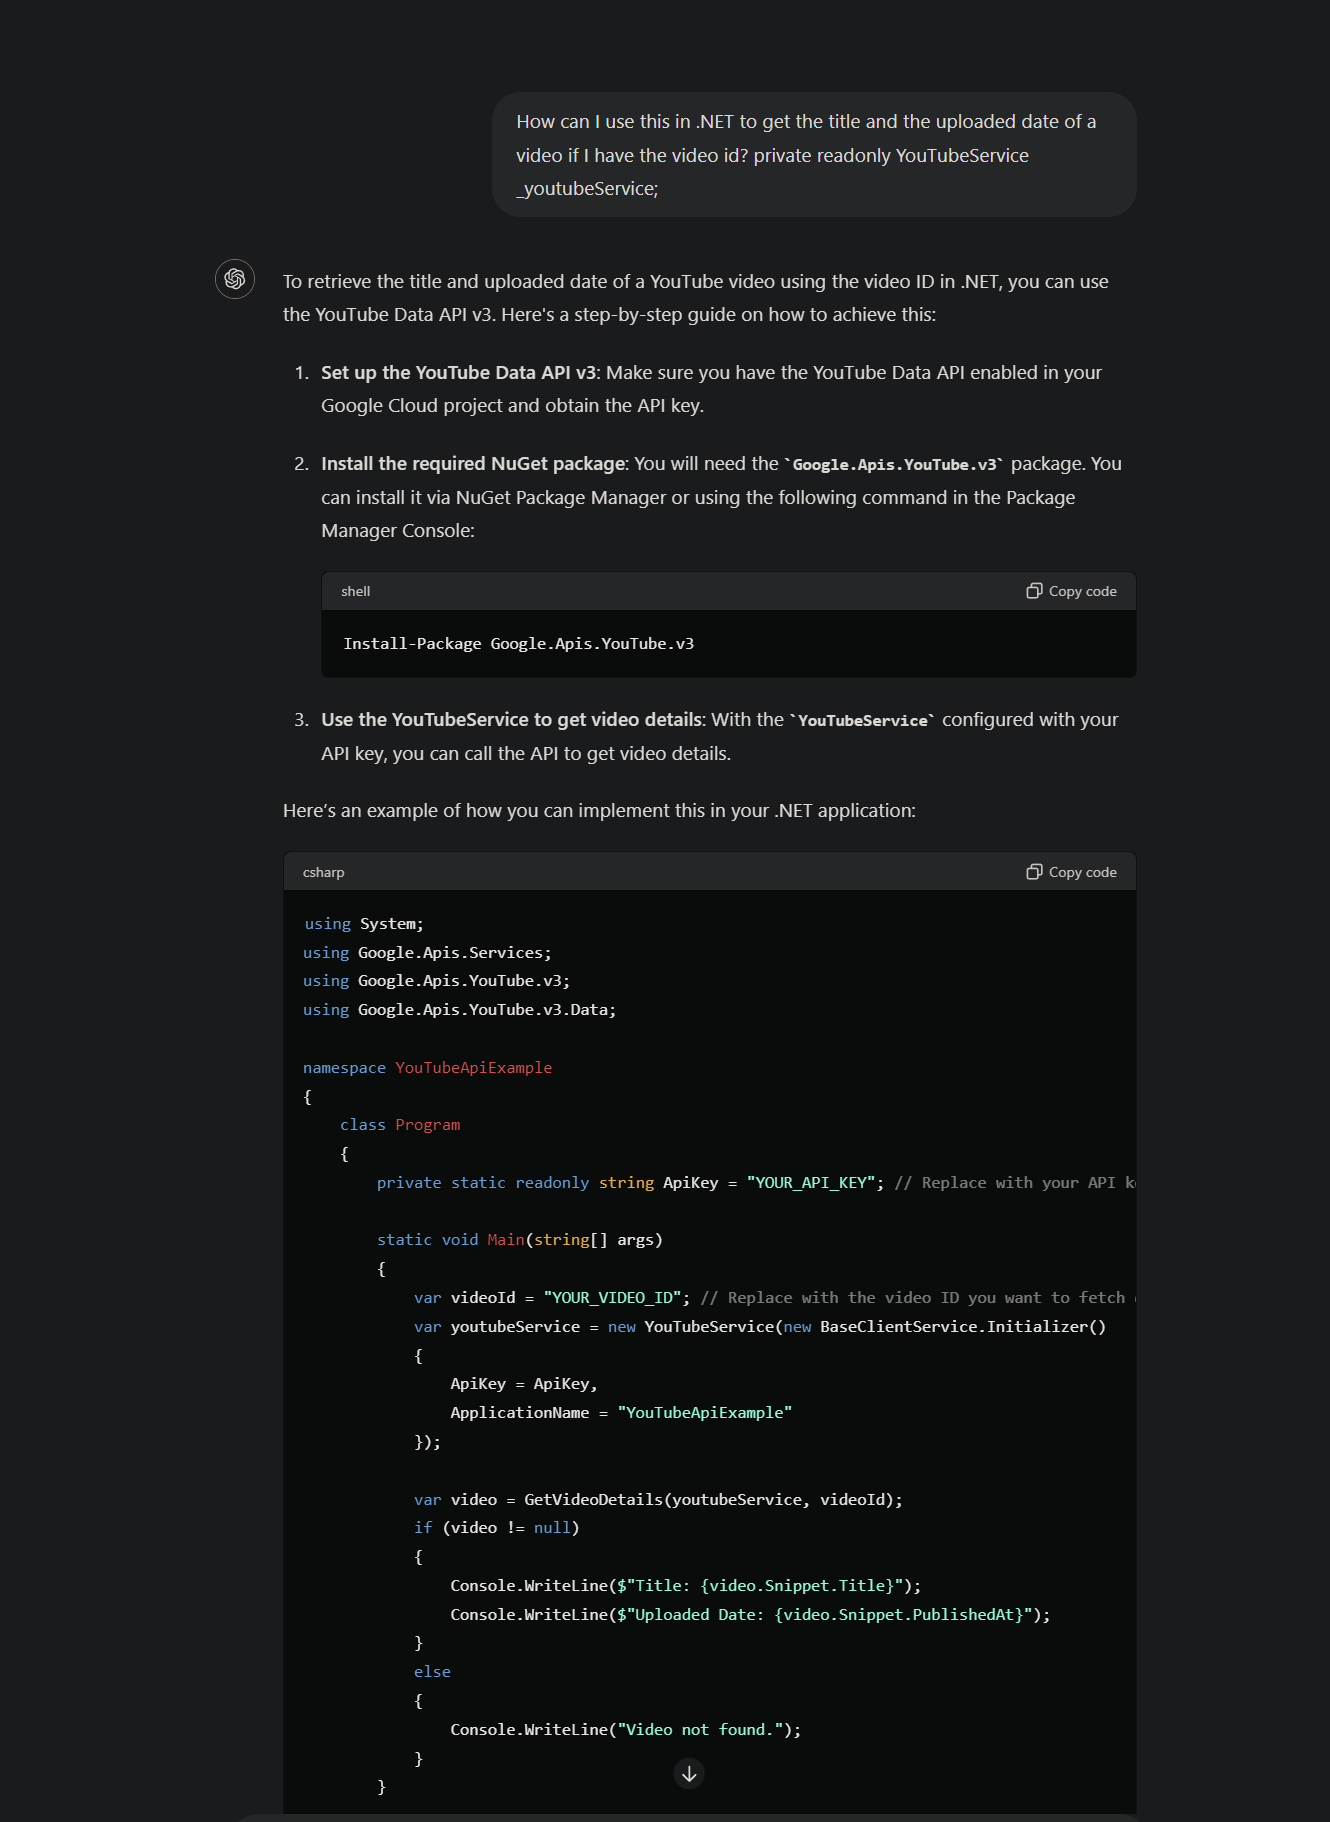 How can I use this in .NET to get the title and the uploaded date of a
video if I have the video id? private readonly YouTubeService
_youtubeService;
To retrieve the title and uploaded date of a YouTube video using the video ID in .NET, you can use
the YouTube Data API v3. Here's a step-by-step guide on how to achieve this:
1. Set up the YouTube Data API v3: Make sure you have the YouTube Data API enabled in your
Google Cloud project and obtain the API key.
2. Install the required NuGet package: You will need the `Google.Apis.YouTube.v3` package. You
can install it via NuGet Package Manager or using the following command in the Package
Manager Console:
shell Copy code
Install-Package Google.Apis.YouTube.v3
3. Use the YouTubeService to get video details: With the `YouTubeService` configured with your
API key, you can call the API to get video details.
Here’s an example of how you can implement this in your .NET application:
csharp Copy code
using System;
using Google.Apis.Services;
using Google.Apis.YouTube.v3;
using Google.Apis.YouTube.v3.Data;
namespace YouTubeApiExample
{
class Program
{
private static readonly string ApiKey = "YOUR_API_KEY"; // Replace with your API
static void Main(string[] args)
{
var videoId = "YOUR_VIDEO_ID"; // Replace with the video ID you want to fetch
var youtubeService = new YouTubeService(new BaseClientService.Initializer()
{
ApiKey = ApiKey,
ApplicationName = "YouTubeApiExample"
});
var video = GetVideoDetails(youtubeService, videoId);
if (video != null)
{
Console.WriteLine($"Title: {video.Snippet.Title}");
Console.WriteLine($"Uploaded Date: {video.Snippet.PublishedAt}");
}
else
{
Console.WriteLine("Video not found.");
}
}